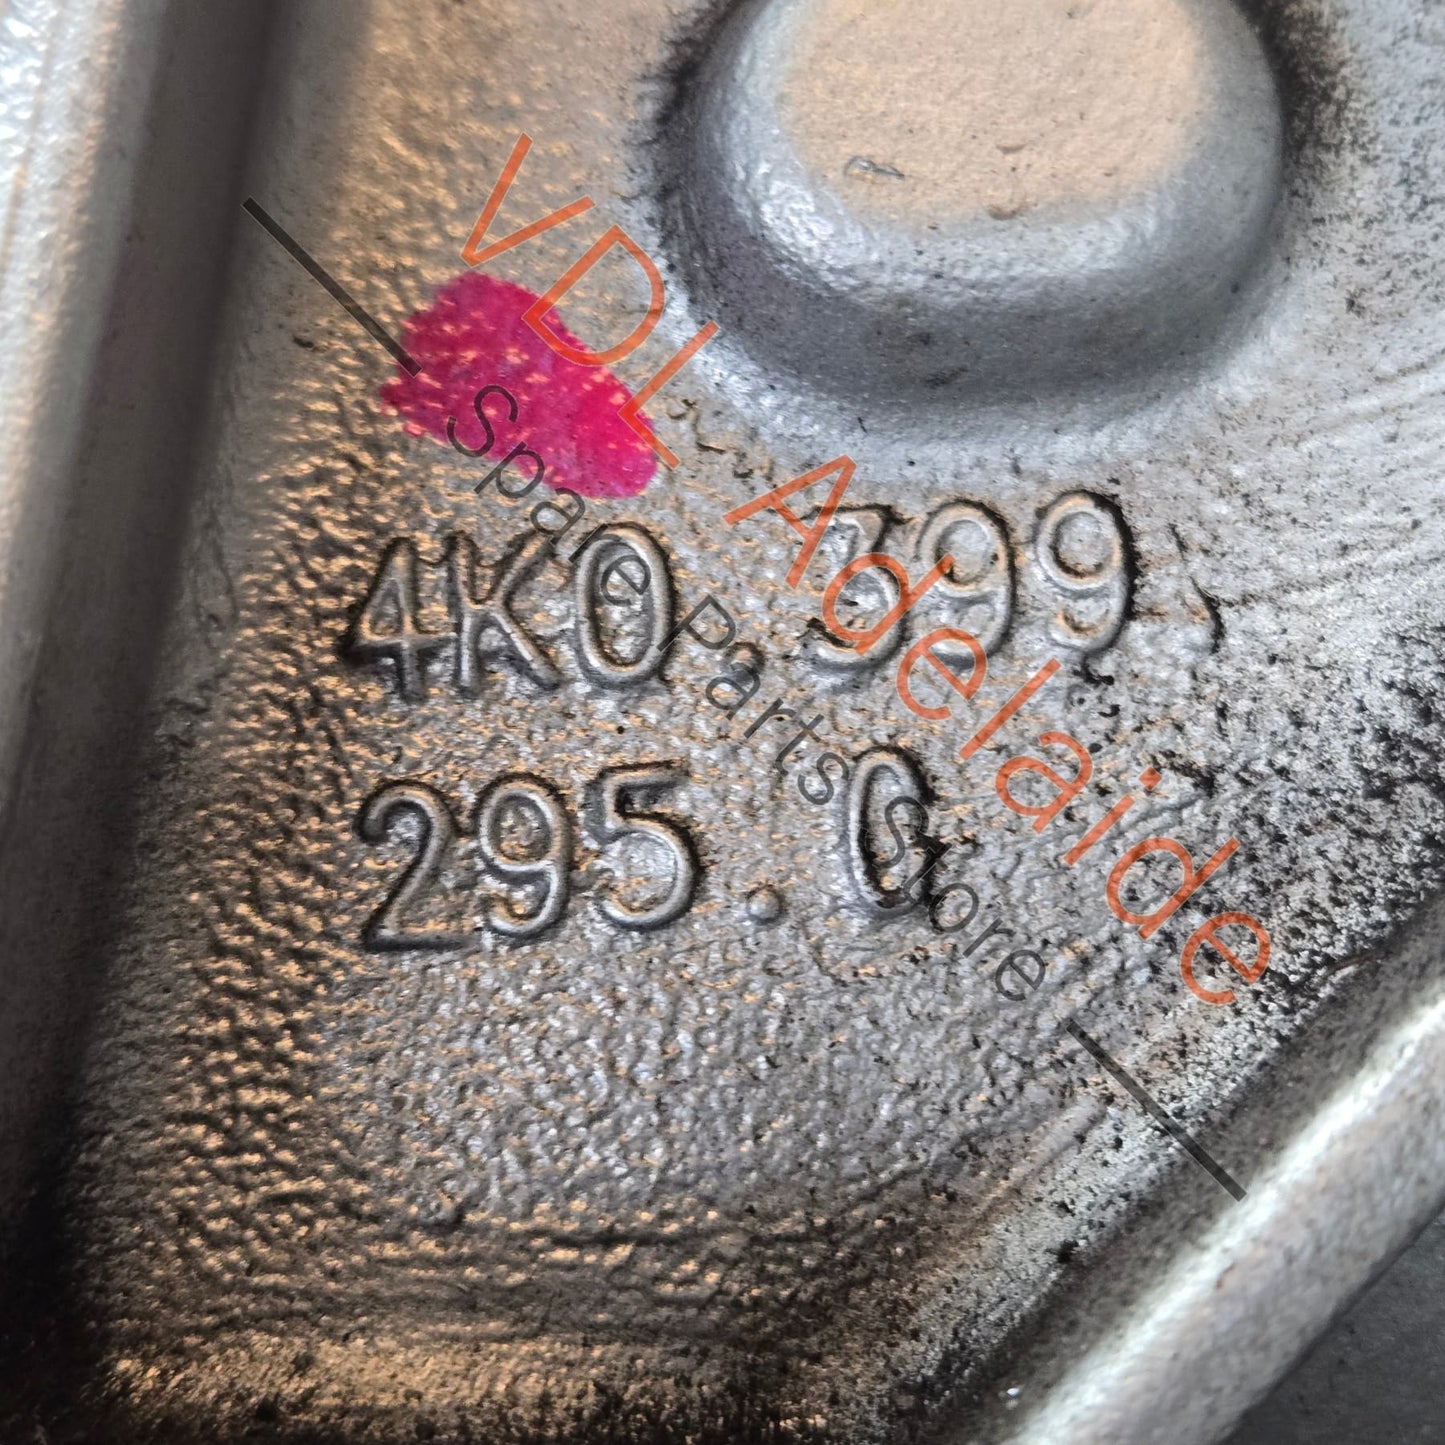 VDL Adelaide
Spare Parts Store
4K0.399
295.G